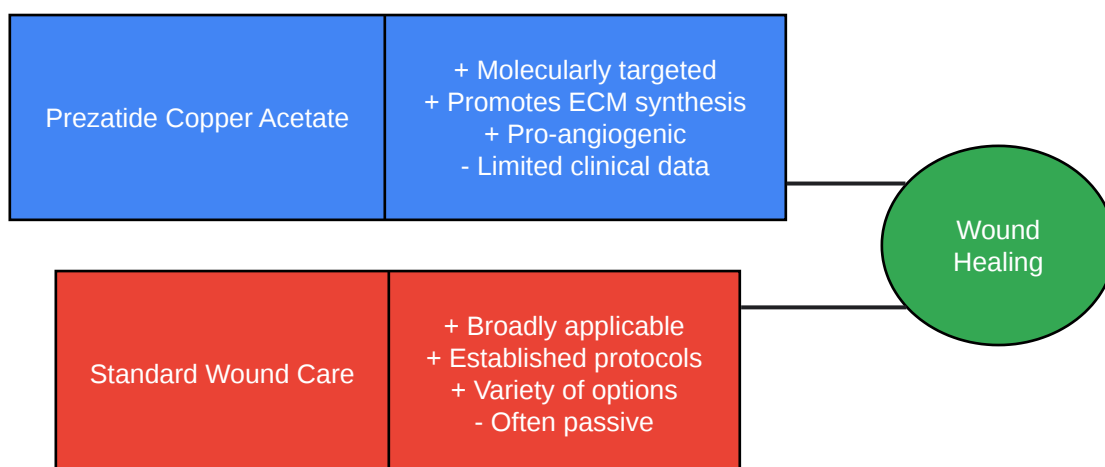 Prezatide Copper Acetate
+ Molecularly targeted
+ Promotes ECM synthesis
+ Pro-angiogenic
- Limited clinical data
Wound
Healing
Standard Wound Care
+ Broadly applicable
+ Established protocols
+ Variety of options
- Often passive